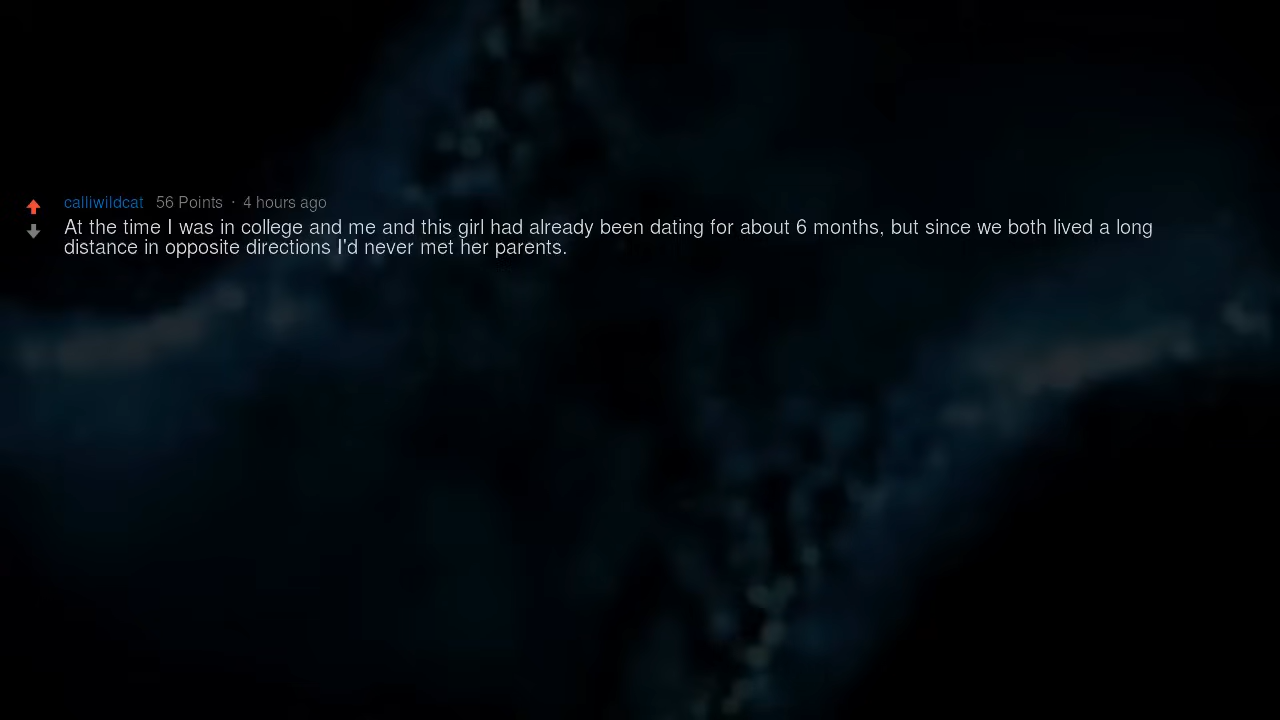 calliwildcat 56 Points · 4 hours ago
At the time I was in college and me and this girl had already been dating for about 6 months, but since we both lived a long
distance in opposite directions I'd never met her parents.